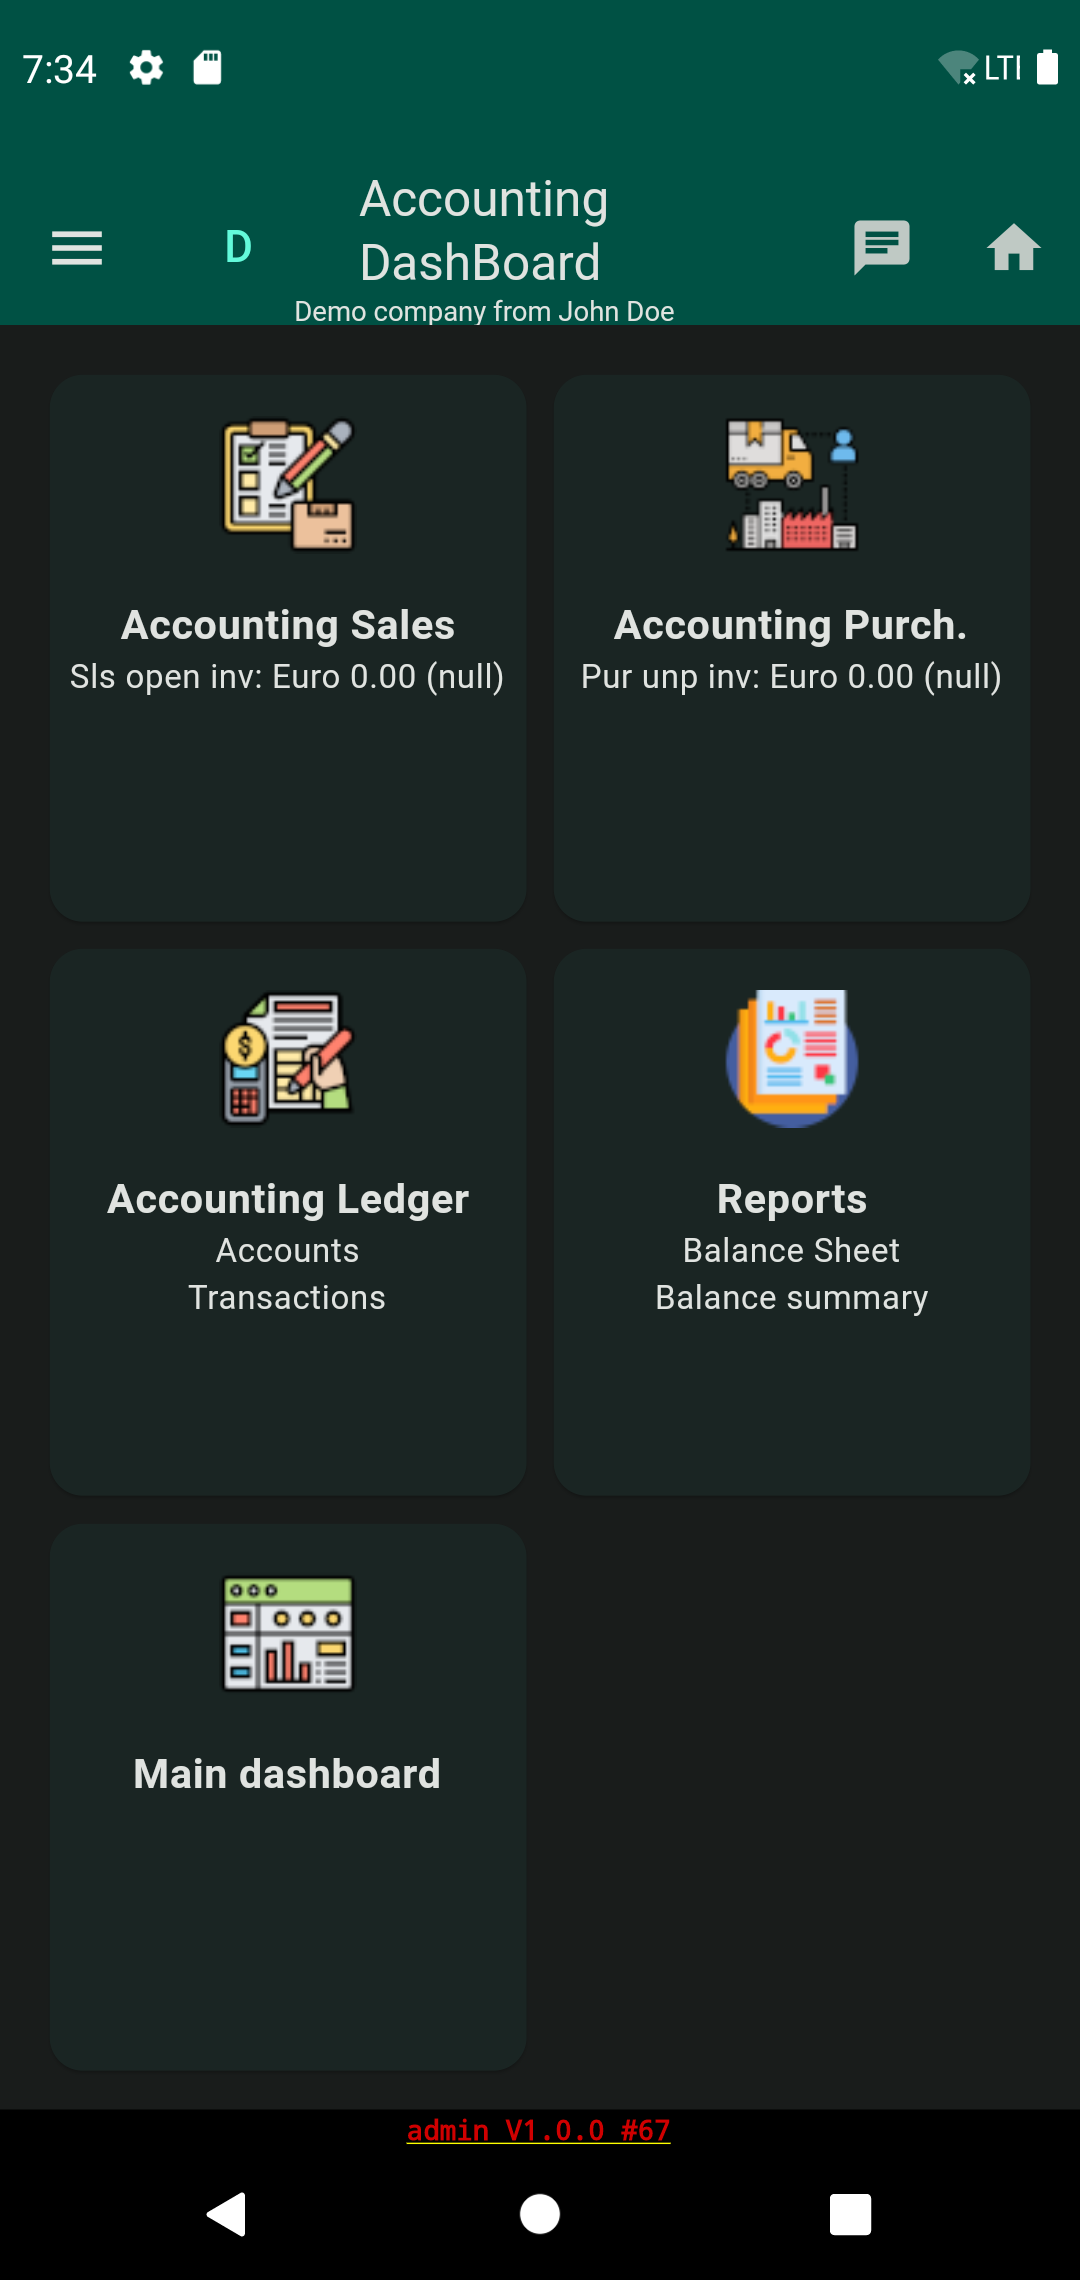 7:34
LTE
D
Accounting
DashBoard
Demo company from John Doe
Accounting Sales
Sls open inv: Euro 0.00 (null)
Accounting Purch.
Pur unp inv: Euro 0.00 (null)
Accounting Ledger
Accounts
Transactions
Reports
Balance Sheet
Balance summary
Main dashboard
admin V1.0.0 #67